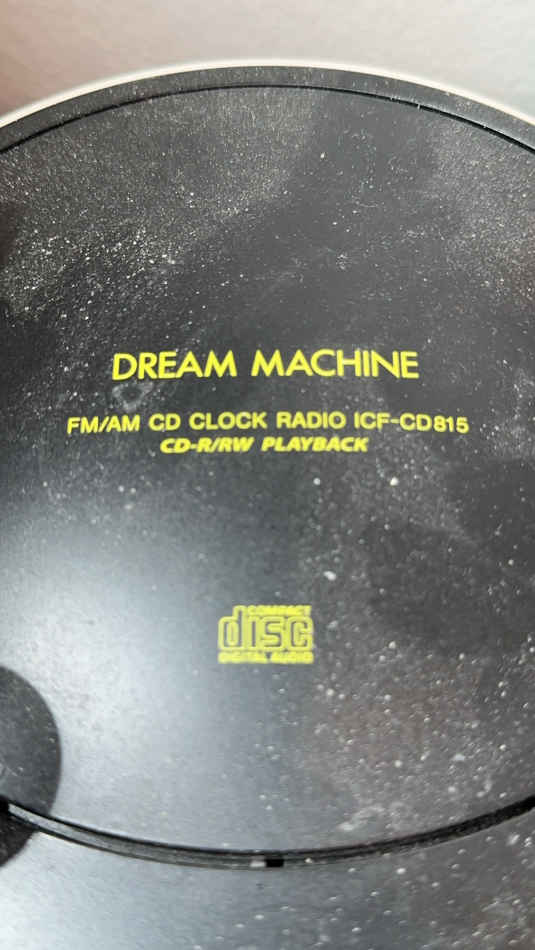 DREAM MACHINE
FM/AM CD CLOCK RADIO ICF-CD815
CD-R/RW PLAYBACK
COMPACT
disc
DIGITAL AUDIO